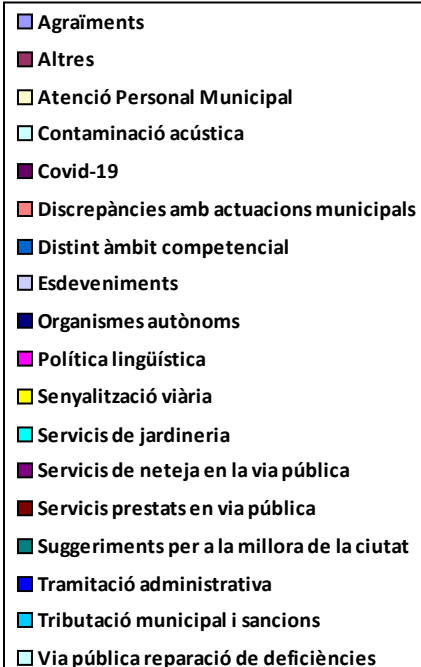 Agraïments
Altres
Atenció Personal Municipal
Contaminació acústica
Covid-19
Discrepàncies amb actuacions municipals
Distint àmbit competencial
Esdeveniments
Organismes autònoms
Política lingüística
Senyalització viària
Servicis de jardineria
Servicis de neteja en la via pública
Servicis prestats en via pública
Suggeriments per a la millora de la ciutat
Tramitació administrativa
Tributació municipal i sancions
Via pública reparació de deficiències